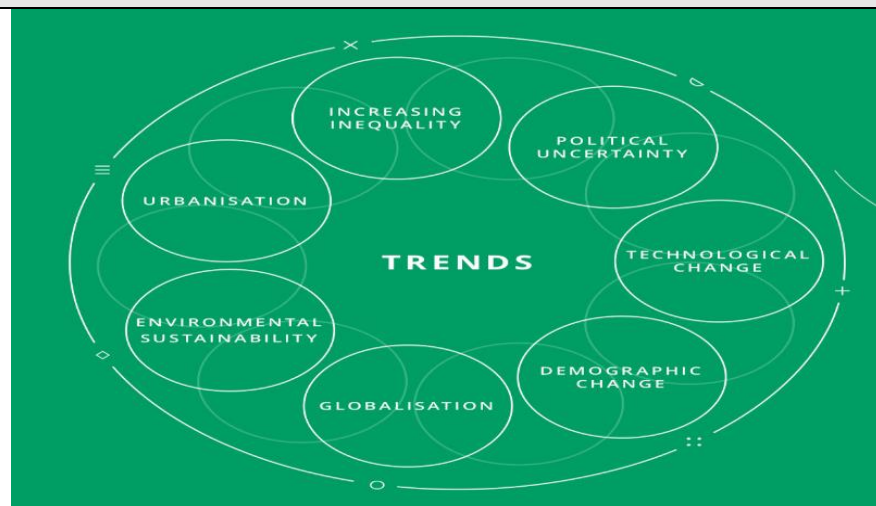 INCREASING
INEQUALITY
POLITICAL
UNCERTAINTY
URBANISATION
TRENDS
TECHNOLOGICAL
CHANGE
ENVIRONMENTAL
SUSTAINABILITY
DEMOGRAPHIC
CHANGE
GLOBALISATION